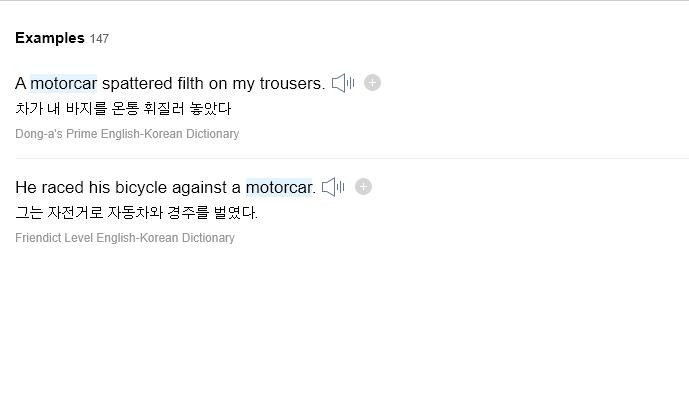 Examples 147
A motorcar spattered filth on my trousers.
차가 내 바지를 온통 휘질러 놓았다
Dong-a's Prime English-Korean Dictionary
He raced his bicycle against a motorcar.
그는 자전거로 자동차와 경주를 벌였다.
Friendict Level English-Korean Dictionary